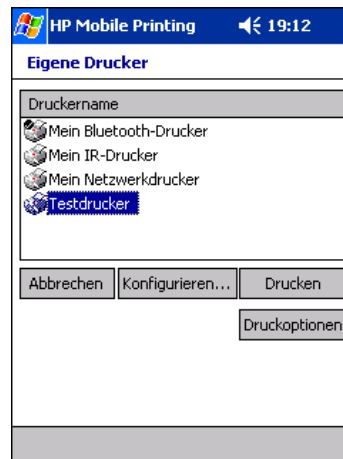 HP Mobile Printing 19:12
Eigene Drucker
Druckername
Mein Bluetooth-Drucker
Mein IR-Drucker
Mein Netzwerkdrucker
Testdrucker
Abbrechen Konfigurieren... Drucken
Druckoptionen